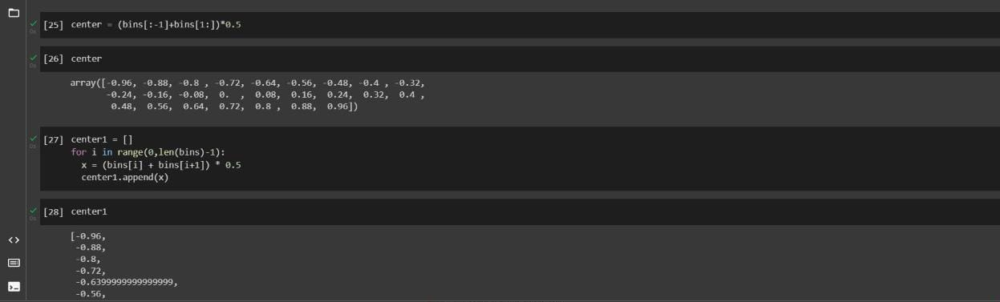 [25] center = (bins[:-1]+bins[1:])*0.5
0s
[26] center
0s
array([-0.96, -0.88, -0.8 , -0.72, -0.64, -0.56, -0.48, -0.4 , -0.32,
-0.24, -0.16, -0.08, 0. , 0.08, 0.16, 0.24, 0.32, 0.4 ,
0.48, 0.56, 0.64, 0.72, 0.8 , 0.88, 0.96])
[27] center1 = []
0s
for i in range(0,len(bins)-1):
x = (bins[i] + bins[i+1]) * 0.5
center1.append(x)
[28] center1
0s
[-0.96,
-0.88,
-0.8,
-0.72,
-0.6399999999999999,
-0.56,